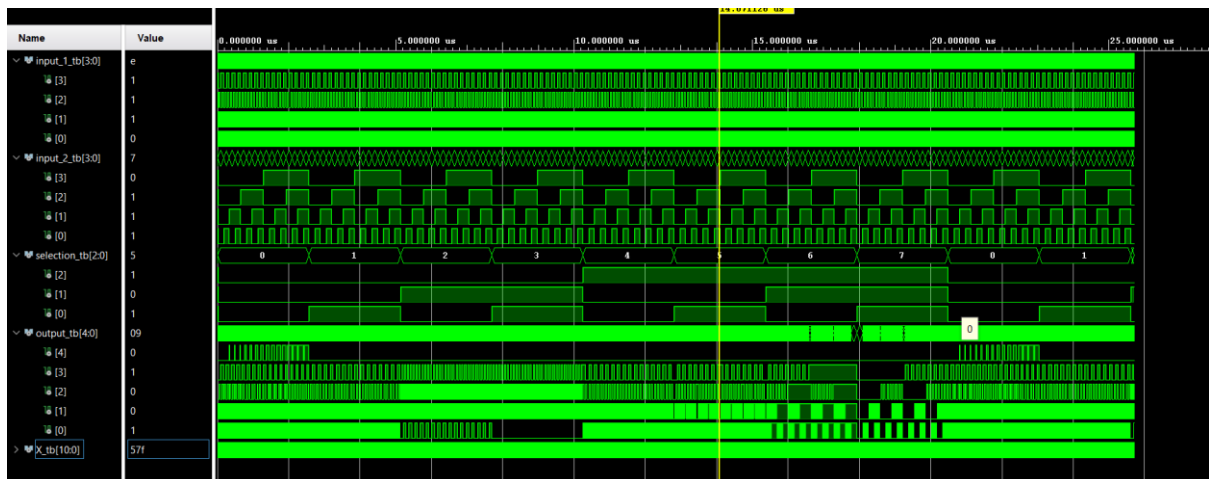 14.071126 us
Name Value 0.000000 us 5.000000 us 10.000000 us 15.000000 us 20.000000 us 25.000000 us
input_1_tb[3:0] e
[3] 1
[2] 1
[1] 1
[0] 0
input_2_tb[3:0] 7
[3] 0
[2] 1
[1] 1
[0] 1
selection_tb[2:0] 5 0 1 2 3 4 5 6 7 0 1
[2] 1
[1] 0
[0] 1
output_tb[4:0] 09 0
[4] 0
[3] 1
[2] 0
[1] 0
[0] 1
X_tb[10:0] 57f